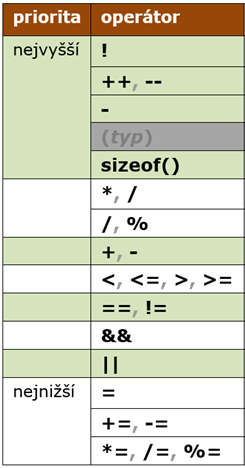 priorita operátor
nejvyšší !
++, --
-
(typ)
sizeof()
*, /
/, %
+, -
<, <=, >, >=
==, !=
&&
||
nejnižší =
+=, -=
*=, /=, %=